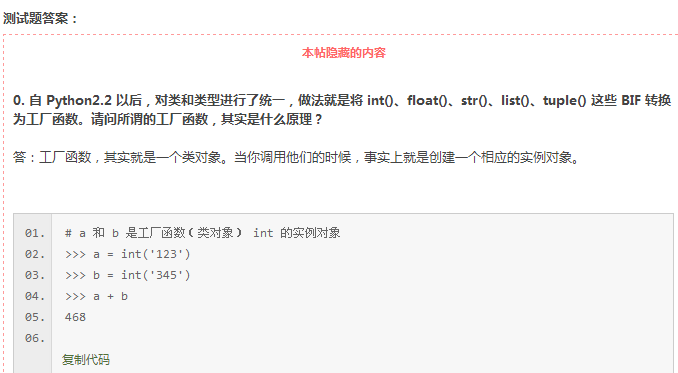 测试题答案：
本帖隐藏的内容
0. 自 Python2.2 以后，对类和类型进行了统一，做法就是将 int()、float()、str()、list()、tuple() 这些 BIF 转换
为工厂函数。请问所谓的工厂函数，其实是什么原理？
答：工厂函数，其实就是一个类对象。当你调用他们的时候，事实上就是创建一个相应的实例对象。
01. # a 和 b 是工厂函数（类对象） int 的实例对象
02. >>> a = int('123')
03. >>> b = int('345')
04. >>> a + b
05. 468
06.
复制代码